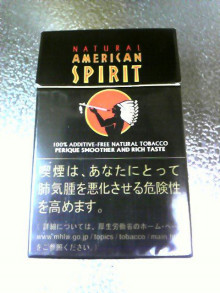 NATURAL
AMERICAN
SPIRIT
100% ADDITIVE-FREE NATURAL TOBACCO
PERIQUE SMOOTHER AND RICH TASTE
喫煙は、あなたにとって
肺気腫を悪化させる危険性
を高めます。
詳細については、厚生労働省のホーム・ペー
www.mhlw.go.jp/topics/tobacco/main
をご参照ください。